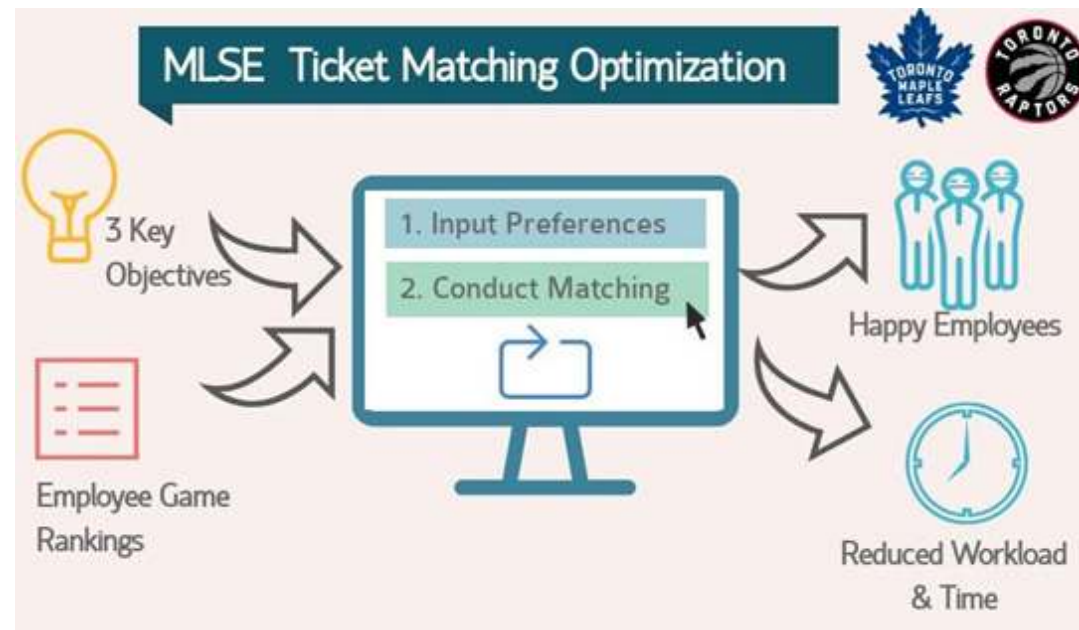 MLSE Ticket Matching Optimization
TORONTO
MAPLE
LEAFS
TORONTO
RAPTORS
3 Key
Objectives
1. Input Preferences
2. Conduct Matching
Happy Employees
Employee Game
Rankings
Reduced Workload
& Time